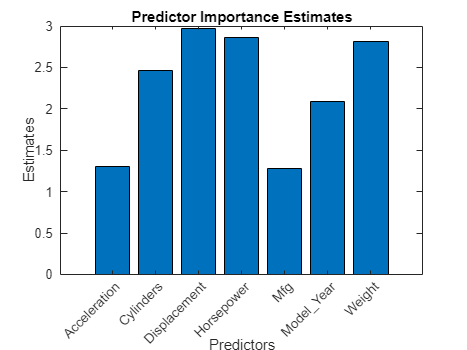 Predictor Importance Estimates
3
2.5
2
1.5
1
0.5
0
Estimates
Acceleration
Cylinders
Displacement
Horsepower
Mfg
Model_Year
Weight
Predictors